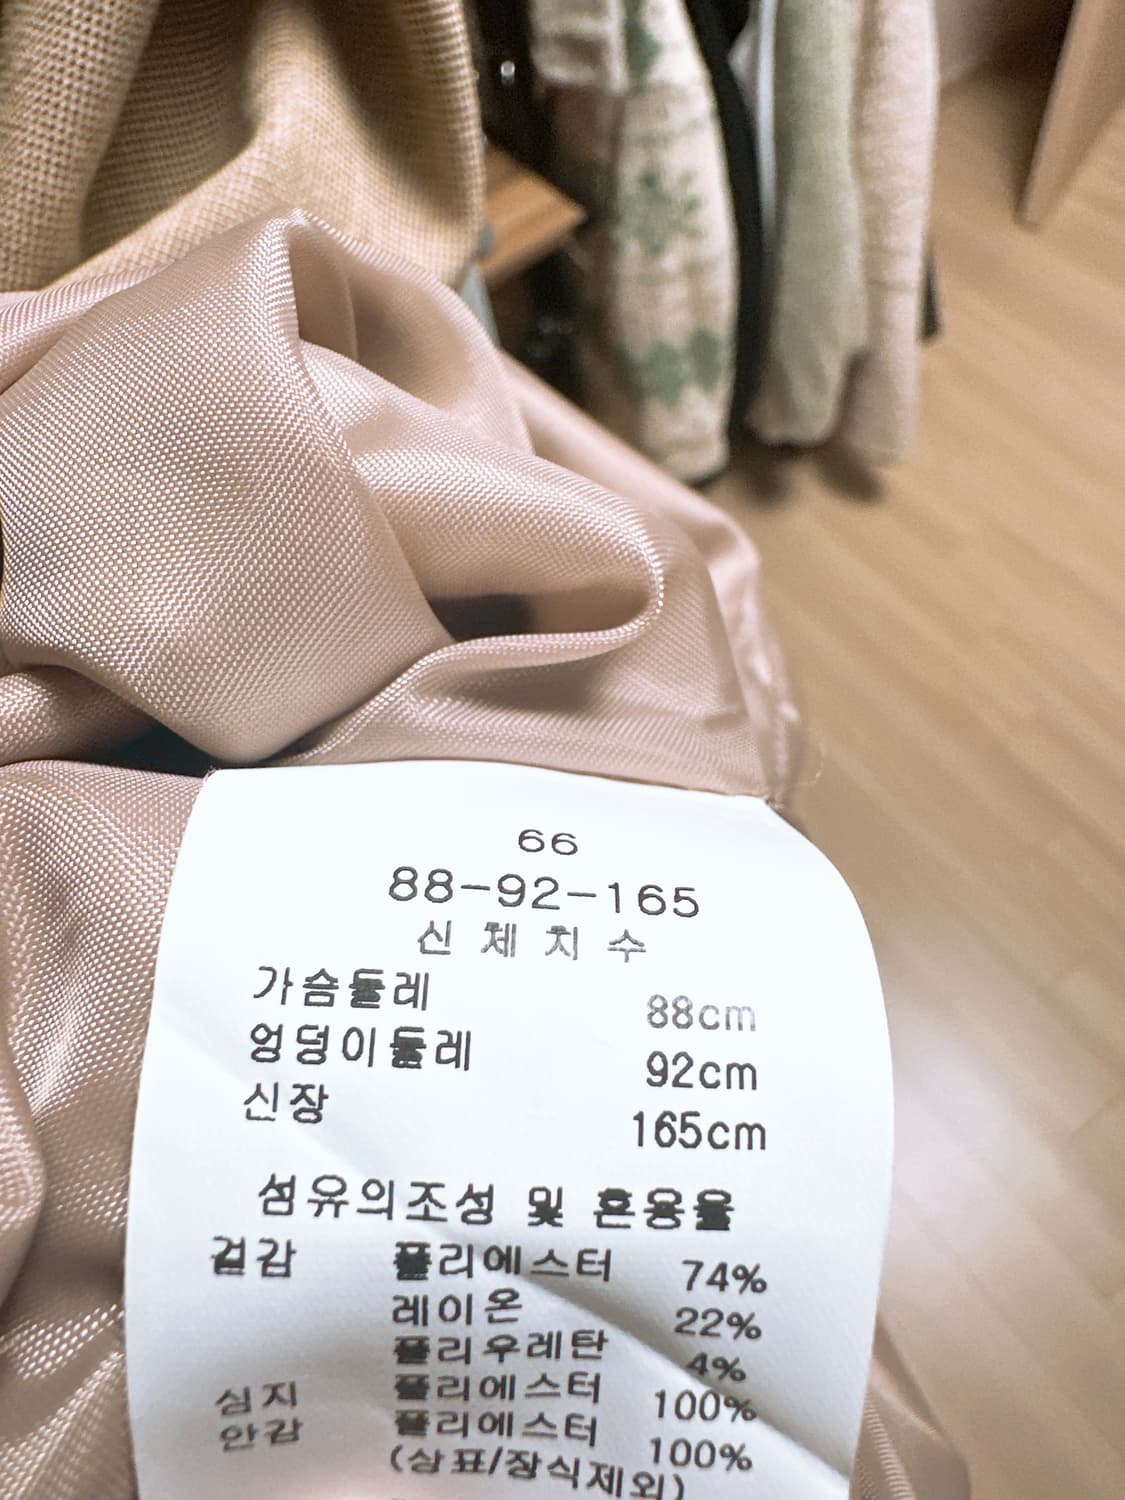 66
88-92-165
신체치수
가슴둘레 88cm
엉덩이둘레 92cm
신장 165cm
섬유의조성 및 혼용율
겉감 폴리에스터 74%
레이온 22%
폴리우레탄 4%
심지 폴리에스터 100%
안감 폴리에스터 100%
(상표/장식제외)